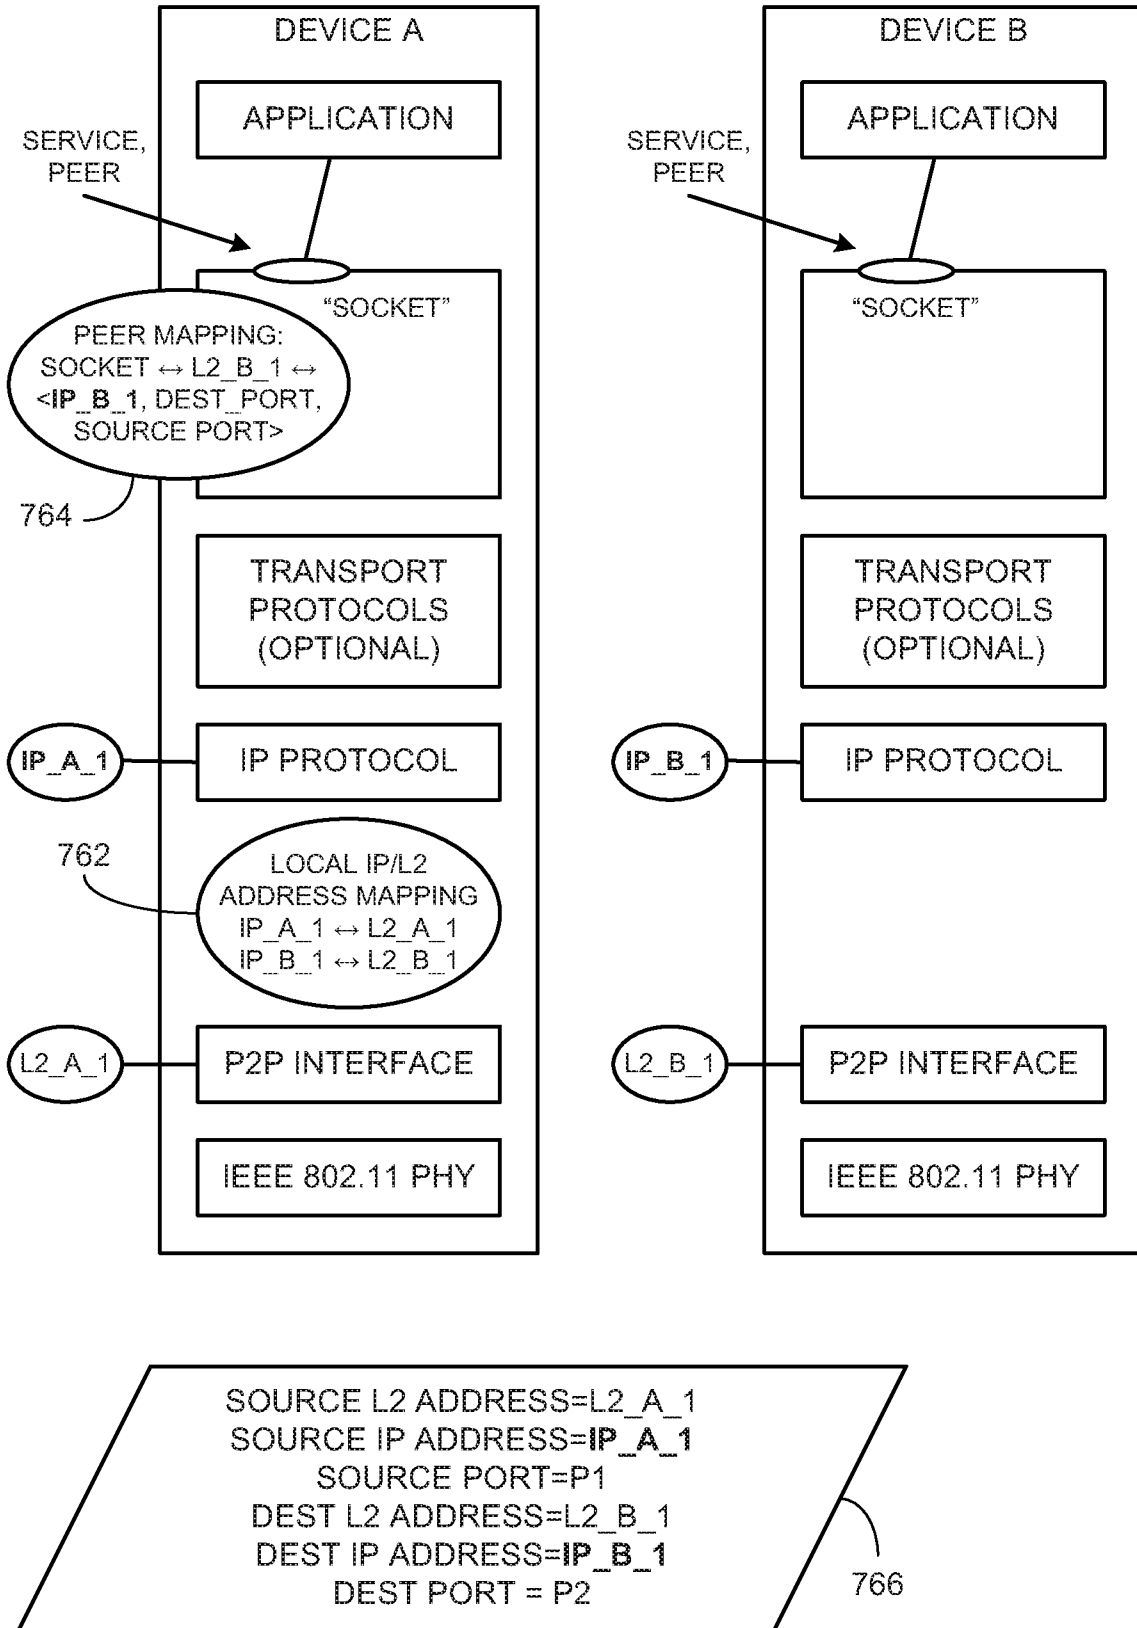 DEVICE A
APPLICATION
SERVICE,
PEER
"SOCKET"
PEER MAPPING:
SOCKET ↔ L2_B_1 ↔
<IP_B_1, DEST_PORT,
SOURCE PORT>
764
TRANSPORT
PROTOCOLS
(OPTIONAL)
IP_A_1
IP PROTOCOL
762
LOCAL IP/L2
ADDRESS MAPPING
IP_A_1 ↔ L2_A_1
IP_B_1 ↔ L2_B_1
L2_A_1
P2P INTERFACE
IEEE 802.11 PHY
DEVICE B
APPLICATION
SERVICE,
PEER
"SOCKET"
TRANSPORT
PROTOCOLS
(OPTIONAL)
IP_B_1
IP PROTOCOL
L2_B_1
P2P INTERFACE
IEEE 802.11 PHY
SOURCE L2 ADDRESS=L2_A_1
SOURCE IP ADDRESS=IP_A_1
SOURCE PORT=P1
DEST L2 ADDRESS=L2_B_1
DEST IP ADDRESS=IP_B_1
DEST PORT = P2
766